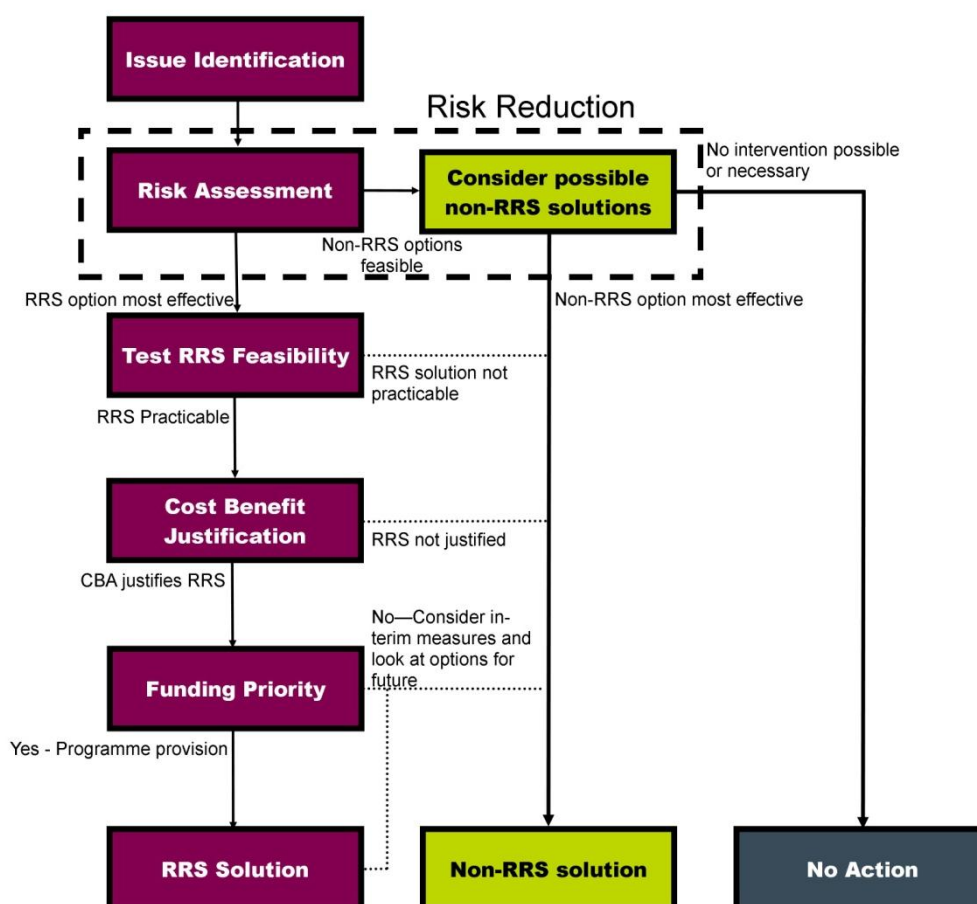 Issue Identification
Risk Reduction
Risk Assessment
Consider possible
non-RRS solutions
No intervention possible
or necessary
Non-RRS options
feasible
RRS option most effective
Non-RRS option most effective
Test RRS Feasibility
RRS solution not
practicable
RRS Practicable
Cost Benefit
Justification
RRS not justified
CBA justifies RRS
No—Consider in-
terim measures and
look at options for
future
Funding Priority
Yes - Programme provision
RRS Solution
Non-RRS solution
No Action